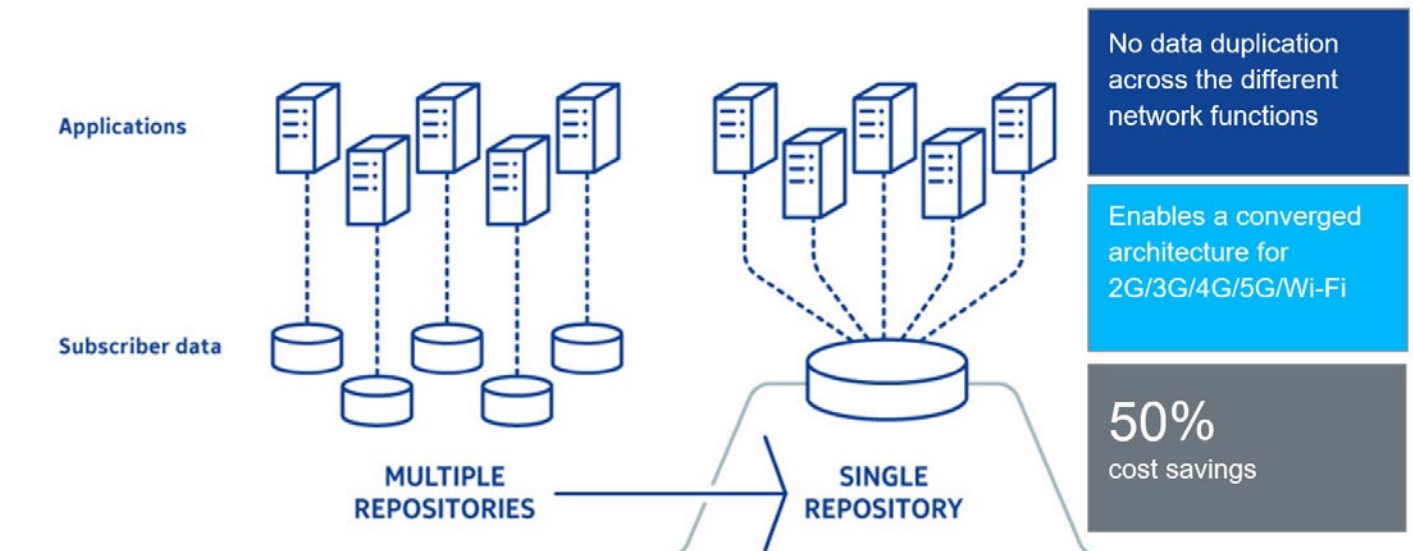 Applications
Subscriber data
MULTIPLE
REPOSITORIES
SINGLE
REPOSITORY
No data duplication
across the different
network functions
Enables a converged
architecture for
2G/3G/4G/5G/Wi-Fi
50%
cost savings